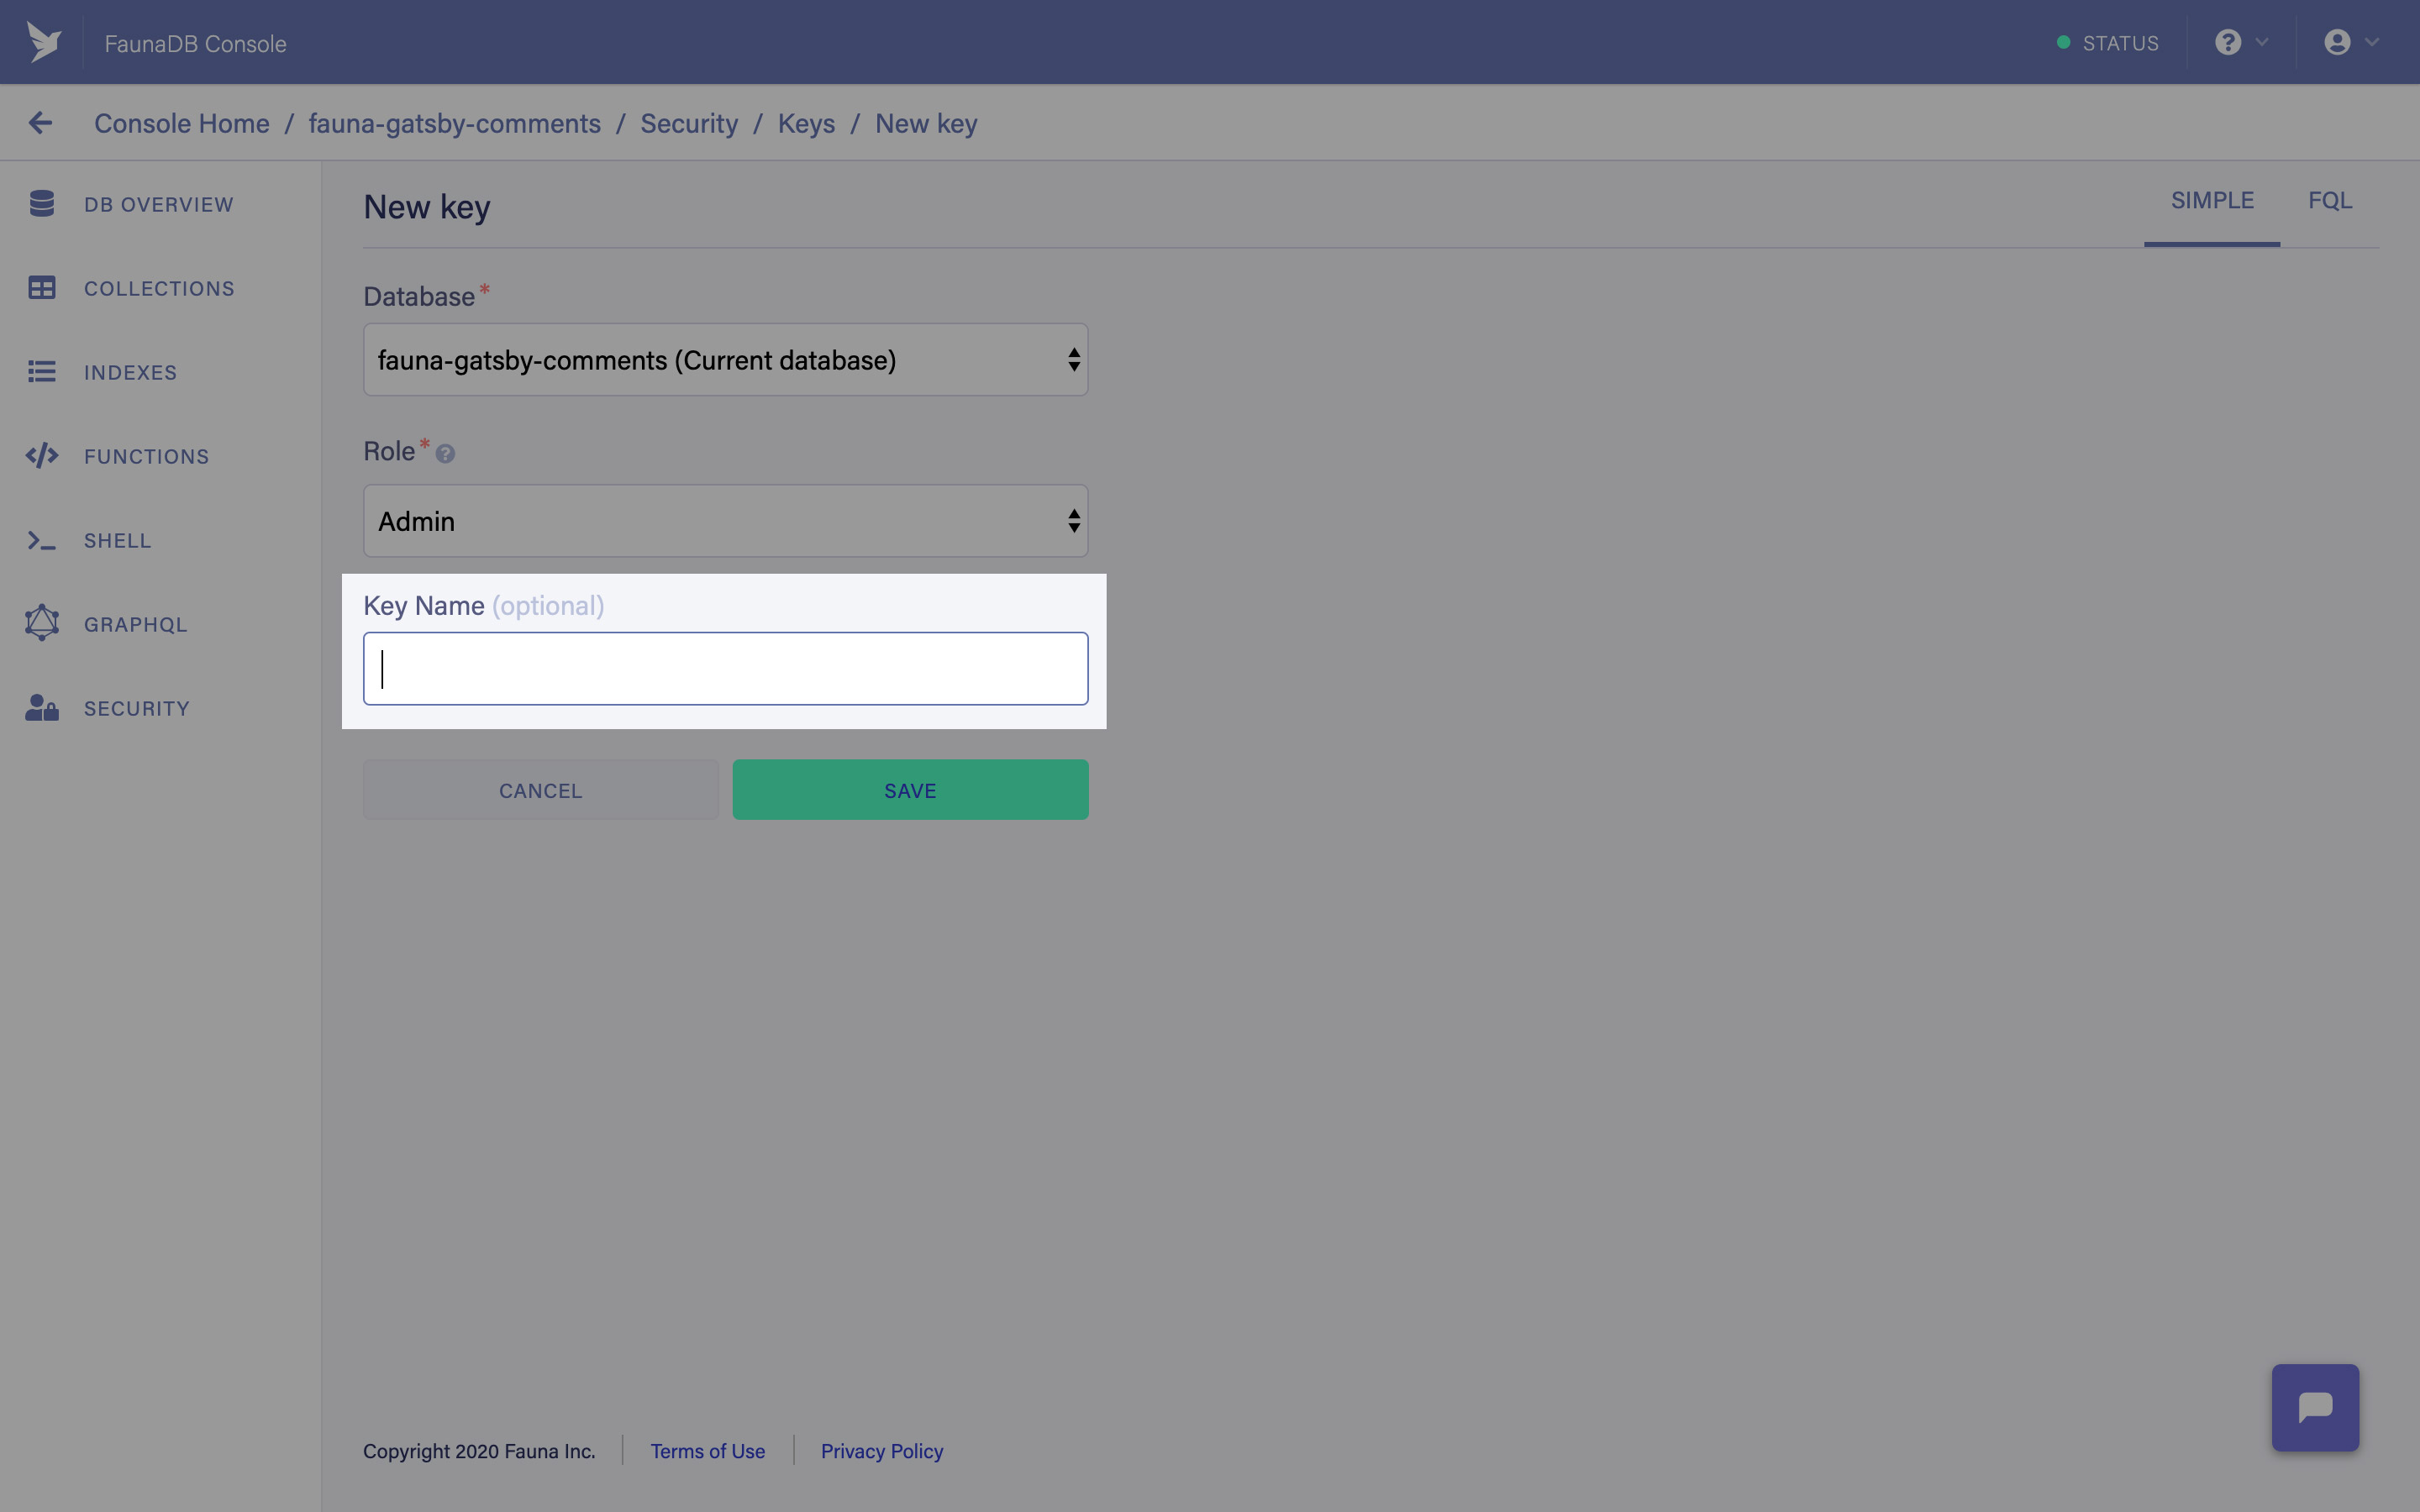 FaunaDB Console
STATUS
Console Home / fauna-gatsby-comments / Security / Keys / New key
DB OVERVIEW
COLLECTIONS
INDEXES
FUNCTIONS
SHELL
GRAPHQL
SECURITY
New key
SIMPLE FQL
Database *
fauna-gatsby-comments (Current database)
Role * ?
Admin
Key Name (optional)
CANCEL SAVE
Copyright 2020 Fauna Inc. Terms of Use Privacy Policy